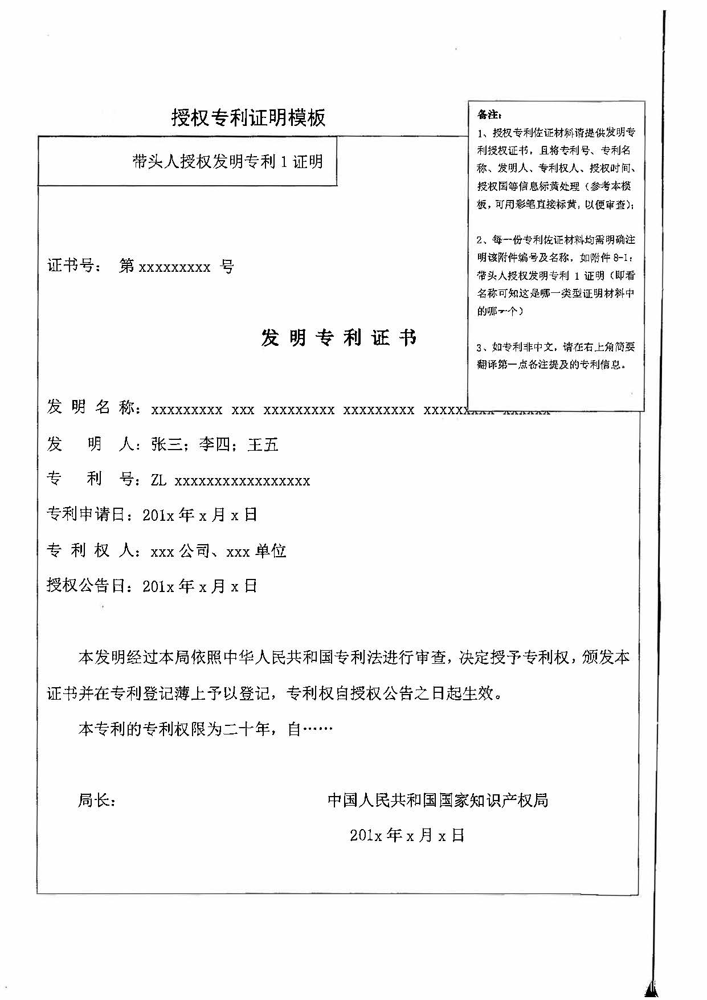 授权专利证明模板
带头人授权发明专利 1 证明
备注：
1、授权专利佐证材料请提供发明专
利授权证书，且将专利号、专利名
称、发明人、专利权人、授权时间、
授权国等信息标黄处理（参考本模
板，可用彩笔直接标黄，以便审查）；
2、每一份专利佐证材料均需明确注
明该附件编号及名称，如附件 8-1：
带头人授权发明专利 1 证明（即看
名称可知这是哪一类型证明材料中
的哪一个）
3、如专利非中文，请在右上角简要
翻译第一点备注提及的专利信息。
证书号： 第 xxxxxxxxx 号
发 明 专 利 证 书
发 明 名 称： xxxxxxxxx xxx xxxxxxxxx xxxxxxxxx xxxxxxxxx xxxxxx
发 明 人：张三；李四；王五
专 利 号：ZL xxxxxxxxxxxxxxxxx
专利申请日：201x 年 x 月 x 日
专 利 权 人：xxx 公司、xxx 单位
授权公告日：201x 年 x 月 x 日
本发明经过本局依照中华人民共和国专利法进行审查，决定授予专利权，颁发本
证书并在专利登记薄上予以登记，专利权自授权公告之日起生效。
本专利的专利权限为二十年，自……
局长： 中国人民共和国国家知识产权局
201x 年 x 月 x 日